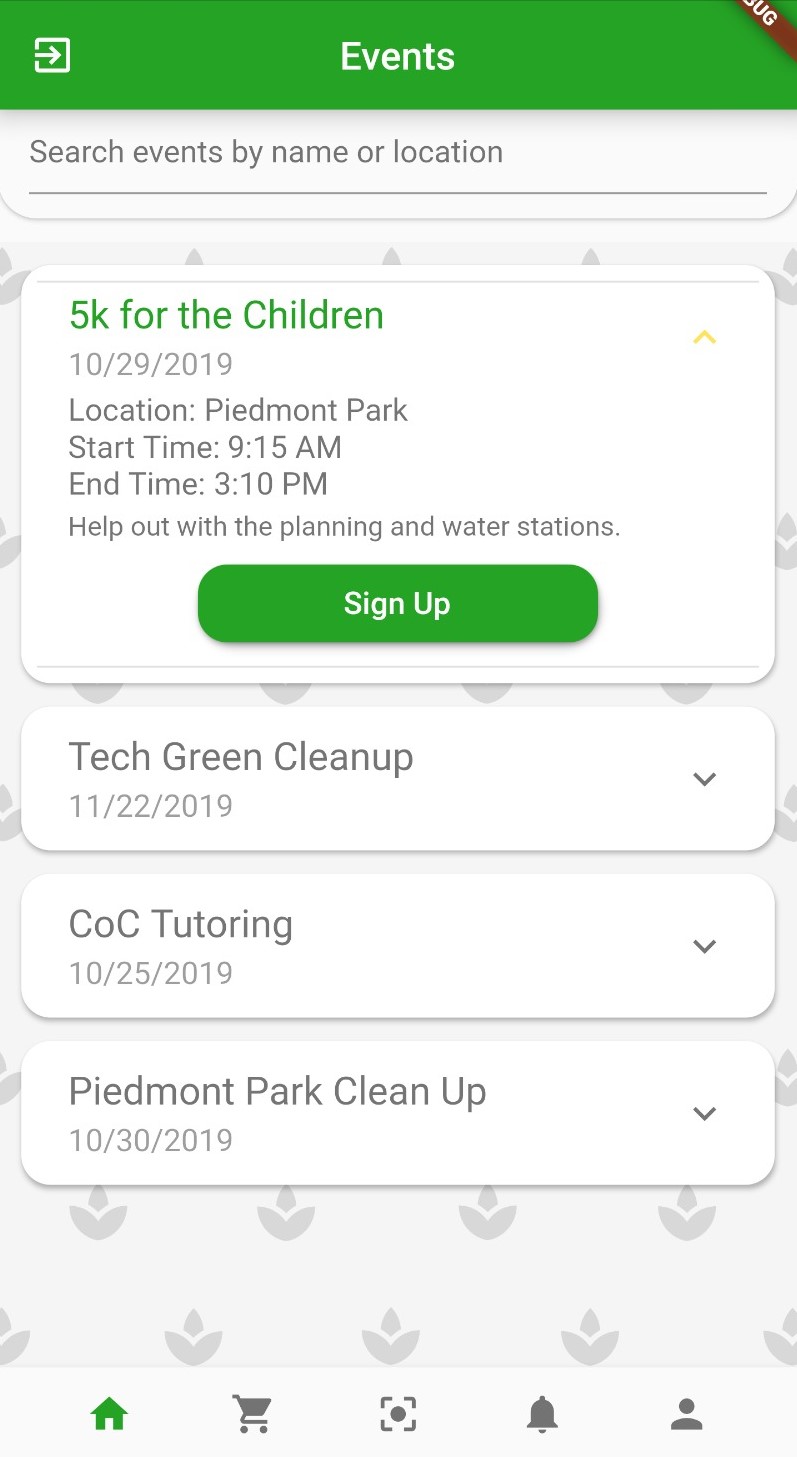 Events
Search events by name or location
5k for the Children
10/29/2019
Location: Piedmont Park
Start Time: 9:15 AM
End Time: 3:10 PM
Help out with the planning and water stations.
Sign Up
Tech Green Cleanup
11/22/2019
CoC Tutoring
10/25/2019
Piedmont Park Clean Up
10/30/2019